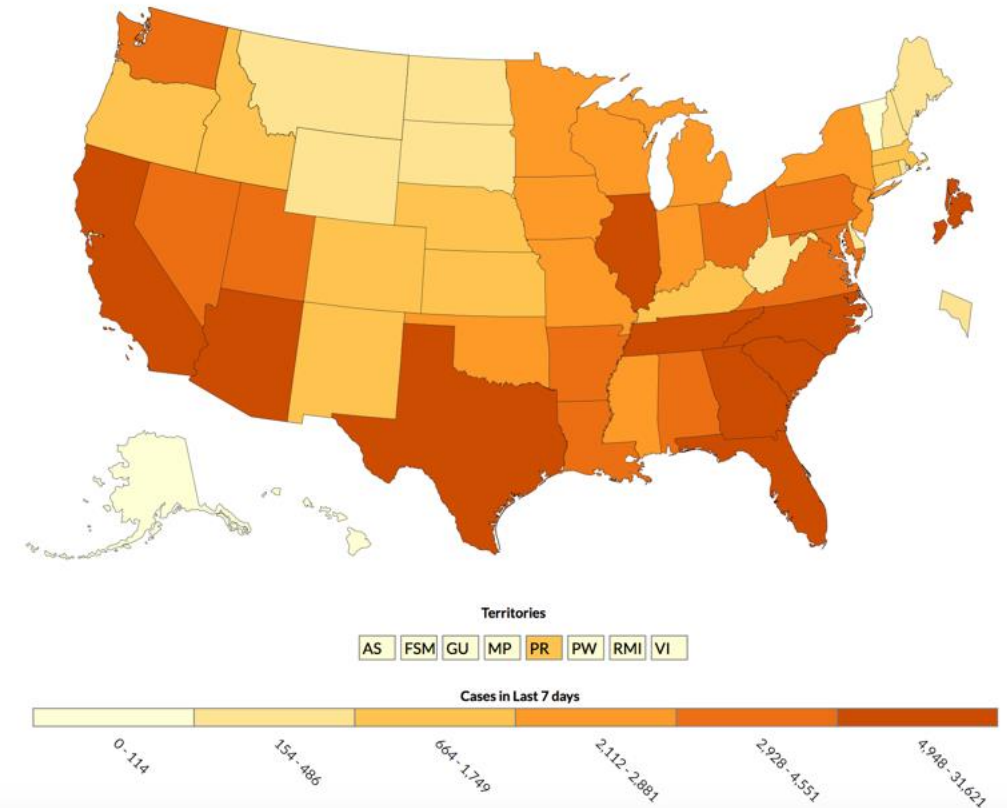 Territories
AS FSM GU MP PR PW RMI VI
Cases in Last 7 days
0 - 114
154 - 486
664 - 1,749
2,112 - 2,881
2,928 - 4,551
4,948 - 31,621